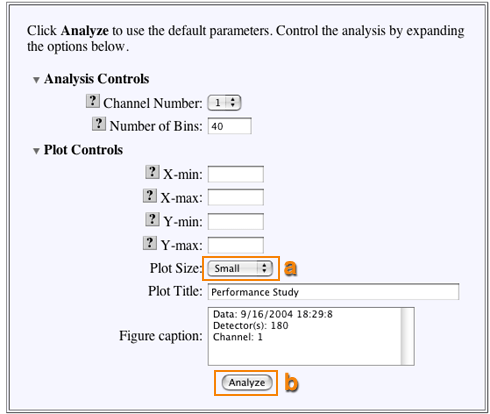 Click Analyze to use the default parameters. Control the analysis by expanding
the options below.
▼ Analysis Controls
? Channel Number: 1
? Number of Bins: 40
▼ Plot Controls
? X-min:
? X-max:
? Y-min:
? Y-max:
Plot Size: Small a
Plot Title: Performance Study
Data: 9/16/2004 18:29:8
Detector(s): 180
Figure caption: Channel: 1
Analyze b